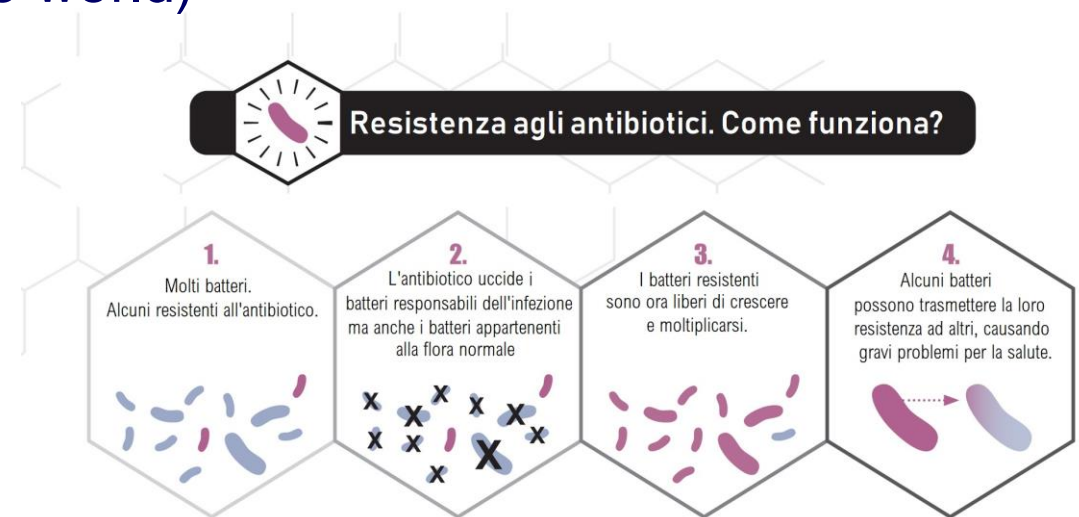 Resistenza agli antibiotici. Come funziona?
1.
Molti batteri.
Alcuni resistenti all'antibiotico.
2.
L'antibiotico uccide i
batteri responsabili dell'infezione
ma anche i batteri appartenenti
alla flora normale
X X X X X X X X X X
3.
I batteri resistenti
sono ora liberi di crescere
e moltiplicarsi.
4.
Alcuni batteri
possono trasmettere la loro
resistenza ad altri, causando
gravi problemi per la salute.